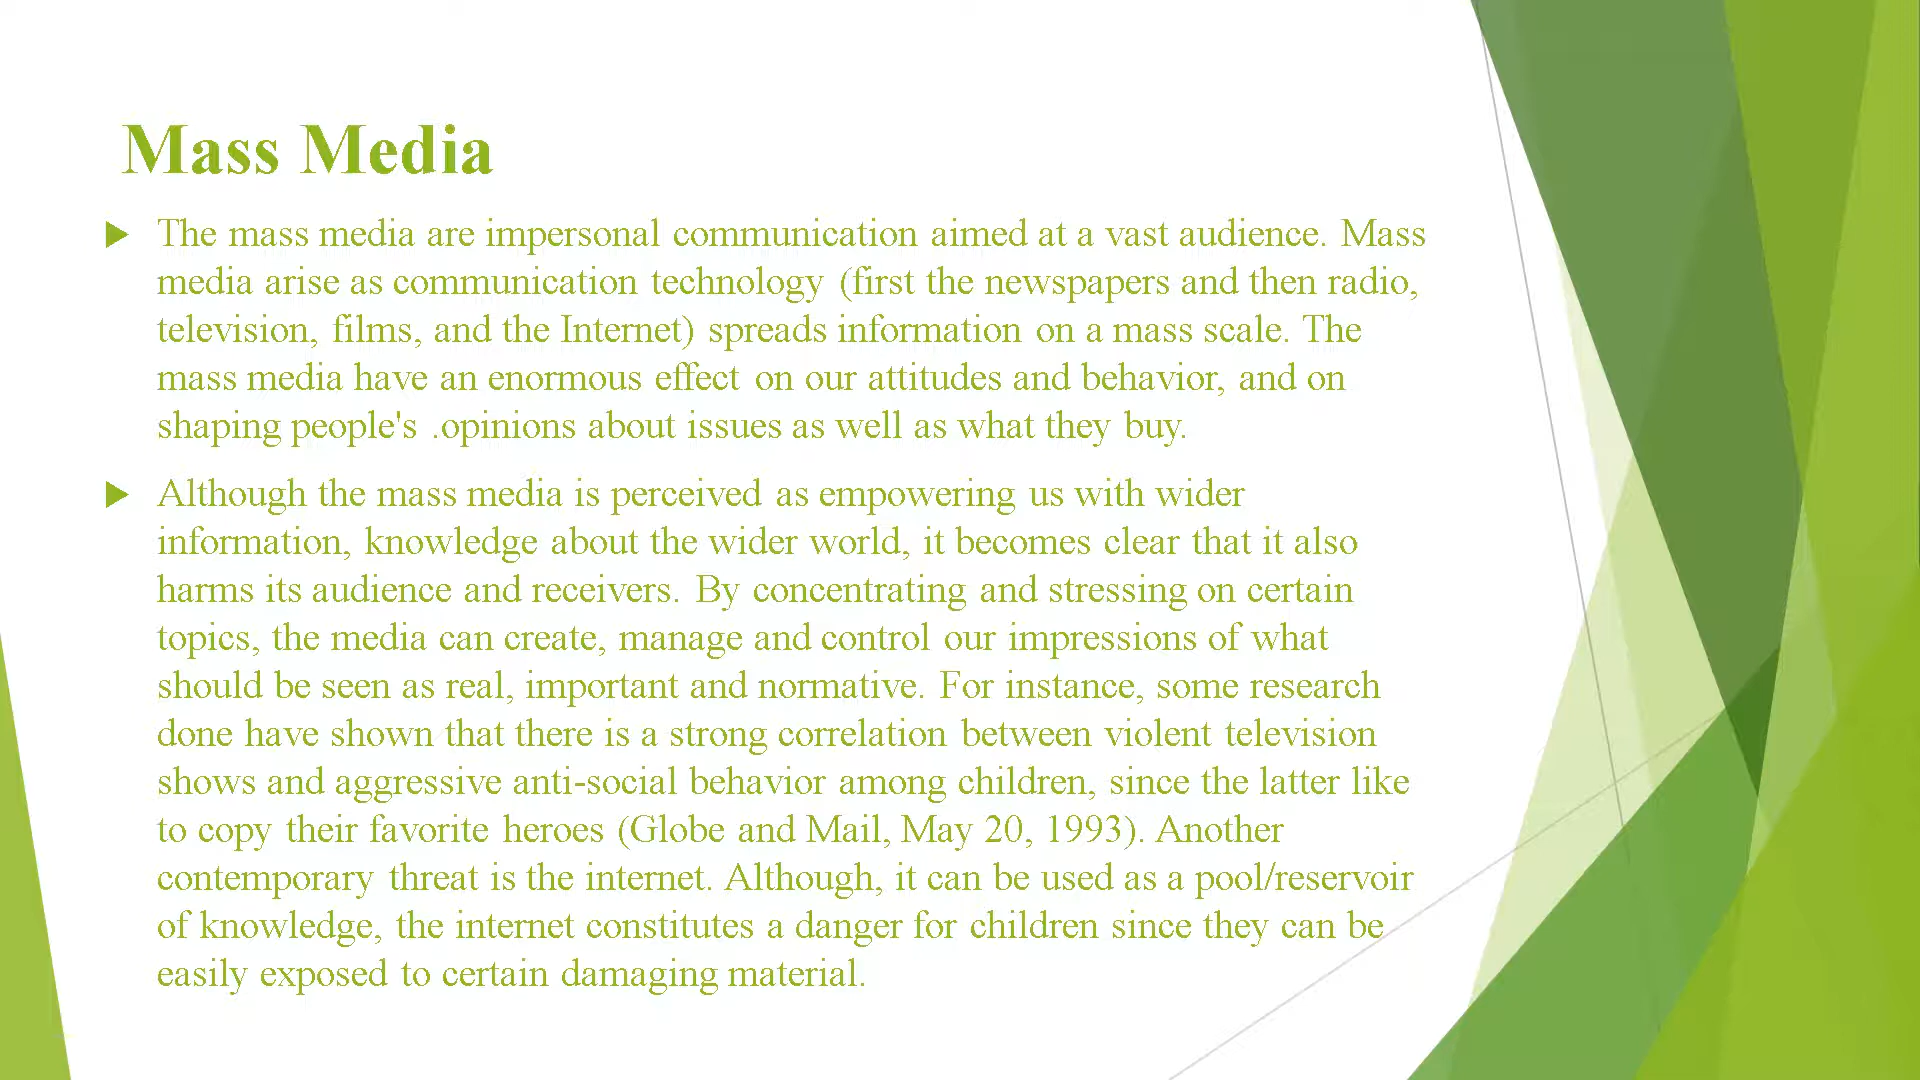 Mass Media
The mass media are impersonal communication aimed at a vast audience. Mass
media arise as communication technology (first the newspapers and then radio,
television, films, and the Internet) spreads information on a mass scale. The
mass media have an enormous effect on our attitudes and behavior, and on
shaping people's .opinions about issues as well as what they buy.
Although the mass media is perceived as empowering us with wider
information, knowledge about the wider world, it becomes clear that it also
harms its audience and receivers. By concentrating and stressing on certain
topics, the media can create, manage and control our impressions of what
should be seen as real, important and normative. For instance, some research
done have shown that there is a strong correlation between violent television
shows and aggressive anti-social behavior among children, since the latter like
to copy their favorite heroes (Globe and Mail, May 20, 1993). Another
contemporary threat is the internet. Although, it can be used as a pool/reservoir
of knowledge, the internet constitutes a danger for children since they can be
easily exposed to certain damaging material.